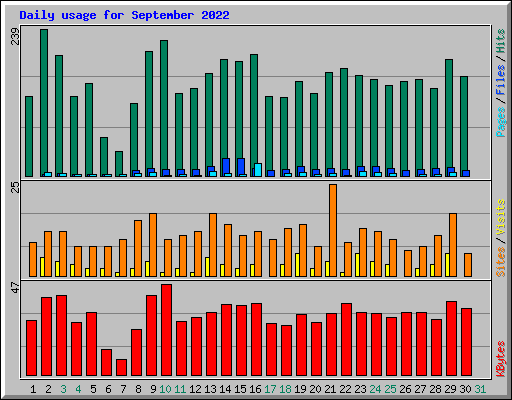 Daily usage for September 2022
239
Pages / Files / Hits
25
Sites / Visits
47
KBytes
1 2 3 4 5 6 7 8 9 10 11 12 13 14 15 16 17 18 19 20 21 22 23 24 25 26 27 28 29 30 31